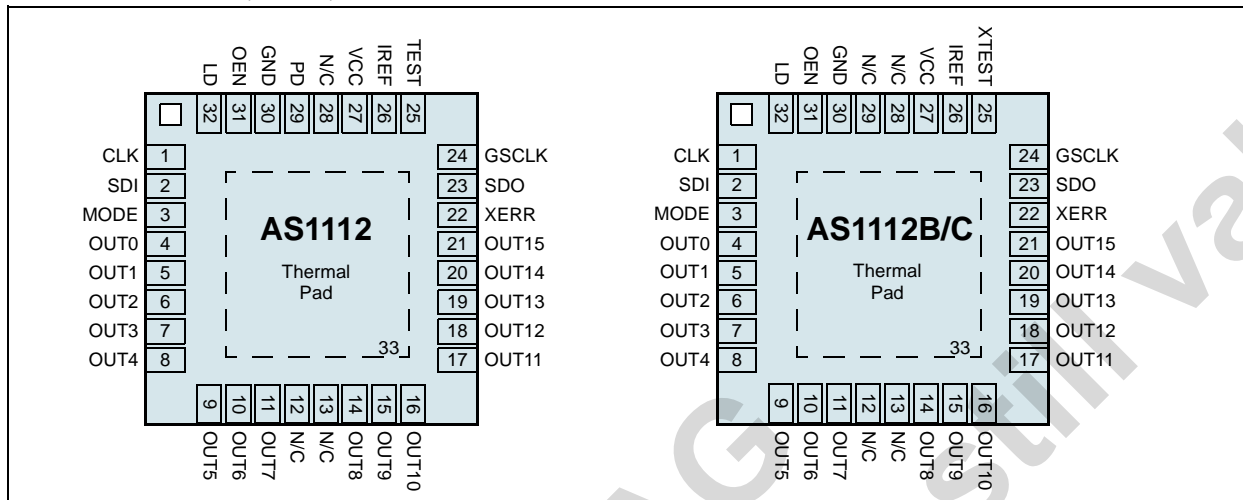 TEST
IREF
VCC
N/C
PD
GND
OEN
LD
32 31 30 29 28 27 26 25
CLK 1
SDI 2
MODE 3
OUT0 4
OUT1 5
OUT2 6
OUT3 7
OUT4 8
AS1112
Thermal
Pad
33
24 GSCLK
23 SDO
22 XERR
21 OUT15
20 OUT14
19 OUT13
18 OUT12
17 OUT11
9 10 11 12 13 14 15 16
OUT5
OUT6
OUT7
N/C
N/C
OUT8
OUT9
OUT10
XTEST
IREF
VCC
N/C
N/C
GND
OEN
LD
32 31 30 29 28 27 26 25
CLK 1
SDI 2
MODE 3
OUT0 4
OUT1 5
OUT2 6
OUT3 7
OUT4 8
AS1112B/C
Thermal
Pad
33
24 GSCLK
23 SDO
22 XERR
21 OUT15
20 OUT14
19 OUT13
18 OUT12
17 OUT11
9 10 11 12 13 14 15 16
OUT5
OUT6
OUT7
N/C
N/C
OUT8
OUT9
OUT10
AG
still